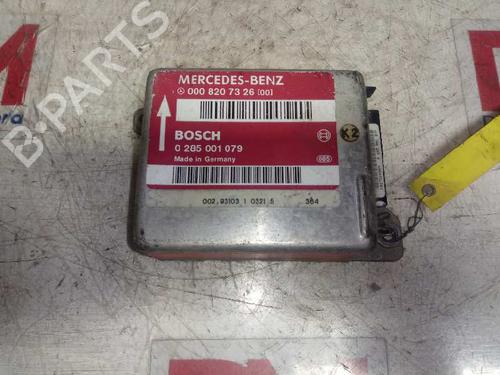 MERCEDES-BENZ
000 820 73 26 [00]
BOSCH
0 285 001 079
Made in Germany
005
K2
002.93103 1 0321 5 364
B-Parts